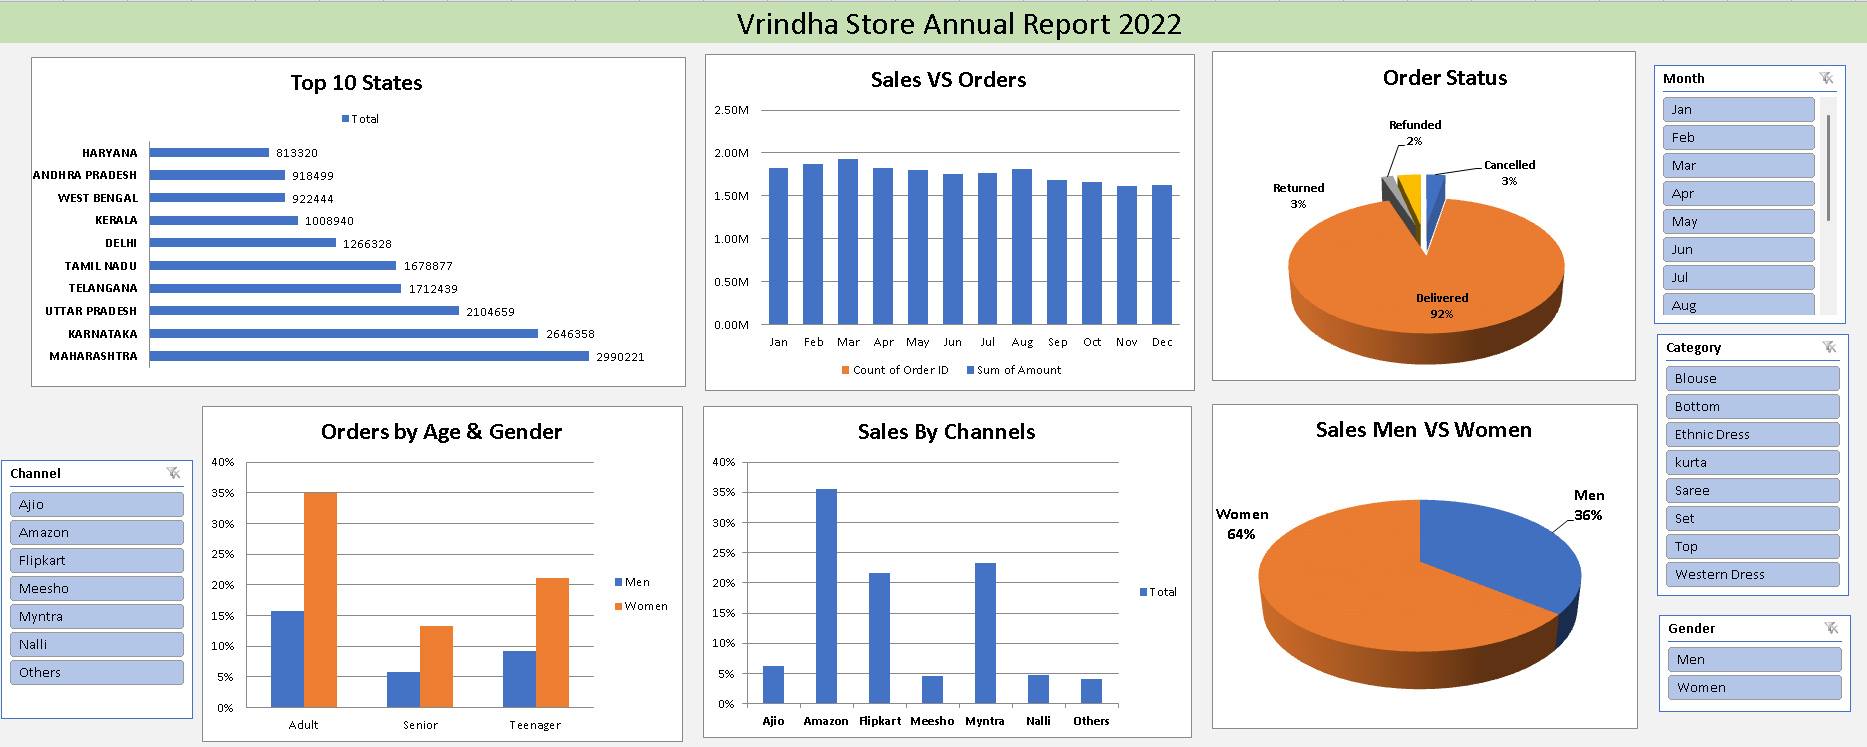 Vrindha Store Annual Report 2022
Top 10 States
Total
HARYANA 813320
ANDHRA PRADESH 918499
WEST BENGAL 922444
KERALA 1008940
DELHI 1266328
TAMIL NADU 1678877
TELANGANA 1712439
UTTAR PRADESH 2104659
KARNATAKA 2646358
MAHARASHTRA 2990221
Sales VS Orders
2.50M
2.00M
1.50M
1.00M
0.50M
0.00M
Jan Feb Mar Apr May Jun Jul Aug Sep Oct Nov Dec
Count of Order ID Sum of Amount
Order Status
Refunded
2%
Cancelled
3%
Returned
3%
Delivered
92%
Month
Jan
Feb
Mar
Apr
May
Jun
Jul
Aug
Channel
Ajio
Amazon
Flipkart
Meesho
Myntra
Nalli
Others
Orders by Age & Gender
40%
35%
30%
25%
20%
15%
10%
5%
0%
Adult Senior Teenager
Men
Women
Sales By Channels
40%
35%
30%
25%
20%
15%
10%
5%
0%
Ajio Amazon Flipkart Meesho Myntra Nalli Others
Total
Sales Men VS Women
Women
64%
Men
36%
Category
Blouse
Bottom
Ethnic Dress
kurta
Saree
Set
Top
Western Dress
Gender
Men
Women